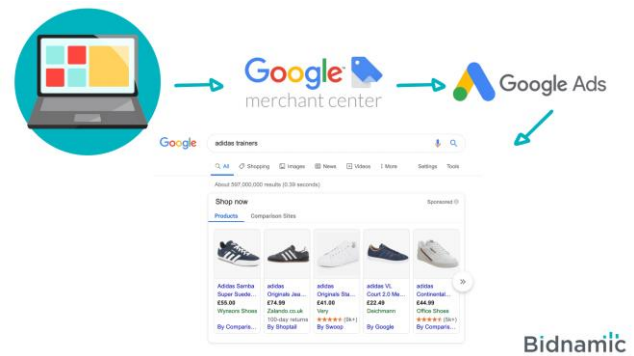 Google
merchant center
Google Ads
Google
adidas trainers
All Shopping Images News Videos More Settings Tools
About 597,000,000 results (0.39 seconds)
Shop now Sponsored
Products Comparison Sites
adidas Samba adidas adidas adidas VL adidas
Super Suede... Originals Jea... Originals Sta... Court 2.0 Me... Continental...
£55.00 £74.99 £41.00 £22.49 £44.99
Wynsors Shoes Zalando.co.uk Very Deichmann Office Shoes
100-day returns (9k+) (5k+)
By Comparis... By Shoptail By Swoop By Google By Comparis...
Bidnamic